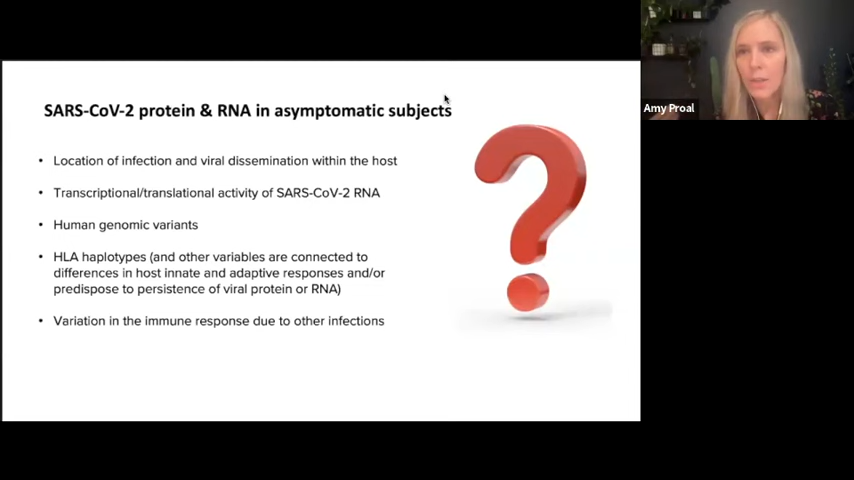 SARS-CoV-2 protein & RNA in asymptomatic subjects
• Location of infection and viral dissemination within the host
• Transcriptional/translational activity of SARS-CoV-2 RNA
• Human genomic variants
• HLA haplotypes (and other variables are connected to
differences in host innate and adaptive responses and/or
predispose to persistence of viral protein or RNA)
• Variation in the immune response due to other infections
Amy Proal